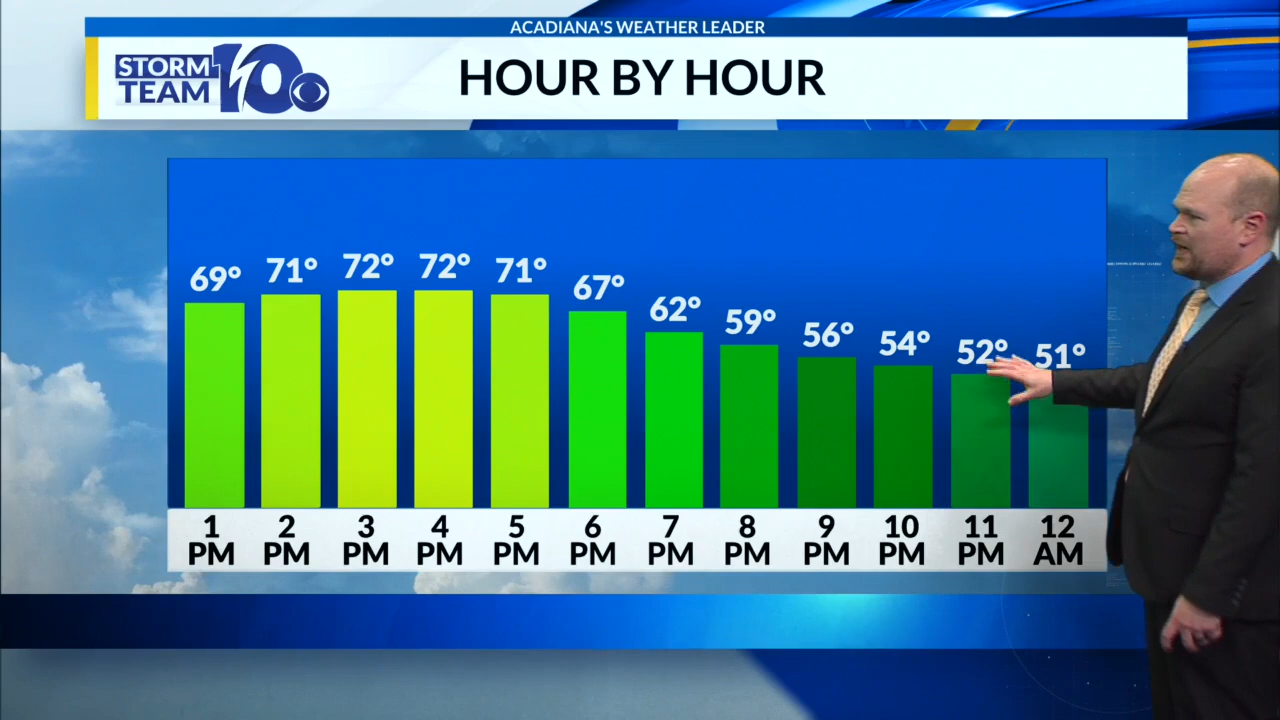 ACADIANA'S WEATHER LEADER
STORM
TEAM
10
HOUR BY HOUR
69° 71° 72° 72° 71° 67° 62° 59° 56° 54° 52° 51°
1 2 3 4 5 6 7 8 9 10 11 12
PM PM PM PM PM PM PM PM PM PM PM AM